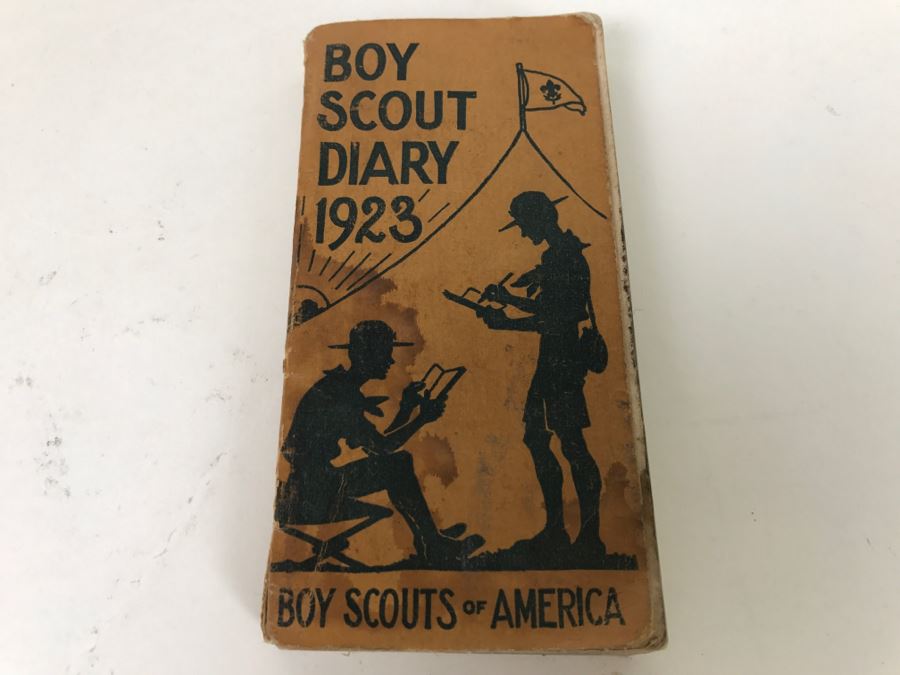 BOY
SCOUT
DIARY
1923
BOY SCOUTS OF AMERICA